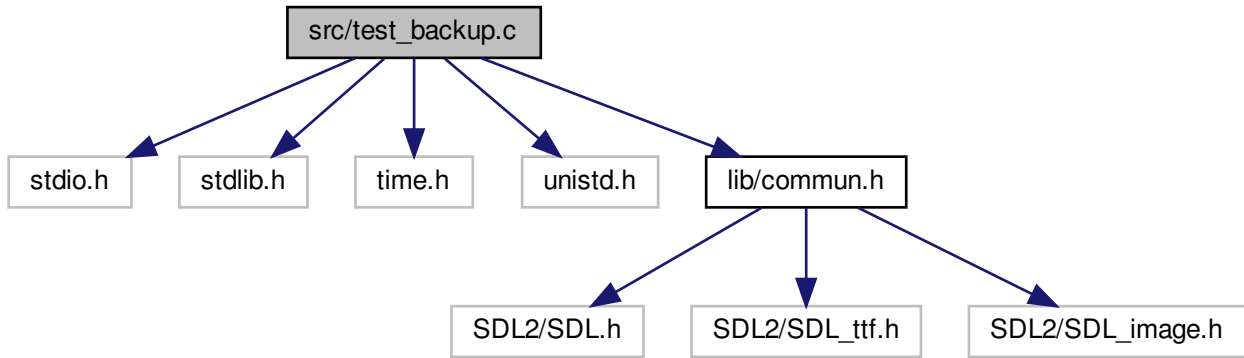 src/test_backup.c
stdio.h
stdlib.h
time.h
unistd.h
lib/commun.h
SDL2/SDL.h
SDL2/SDL_ttf.h
SDL2/SDL_image.h